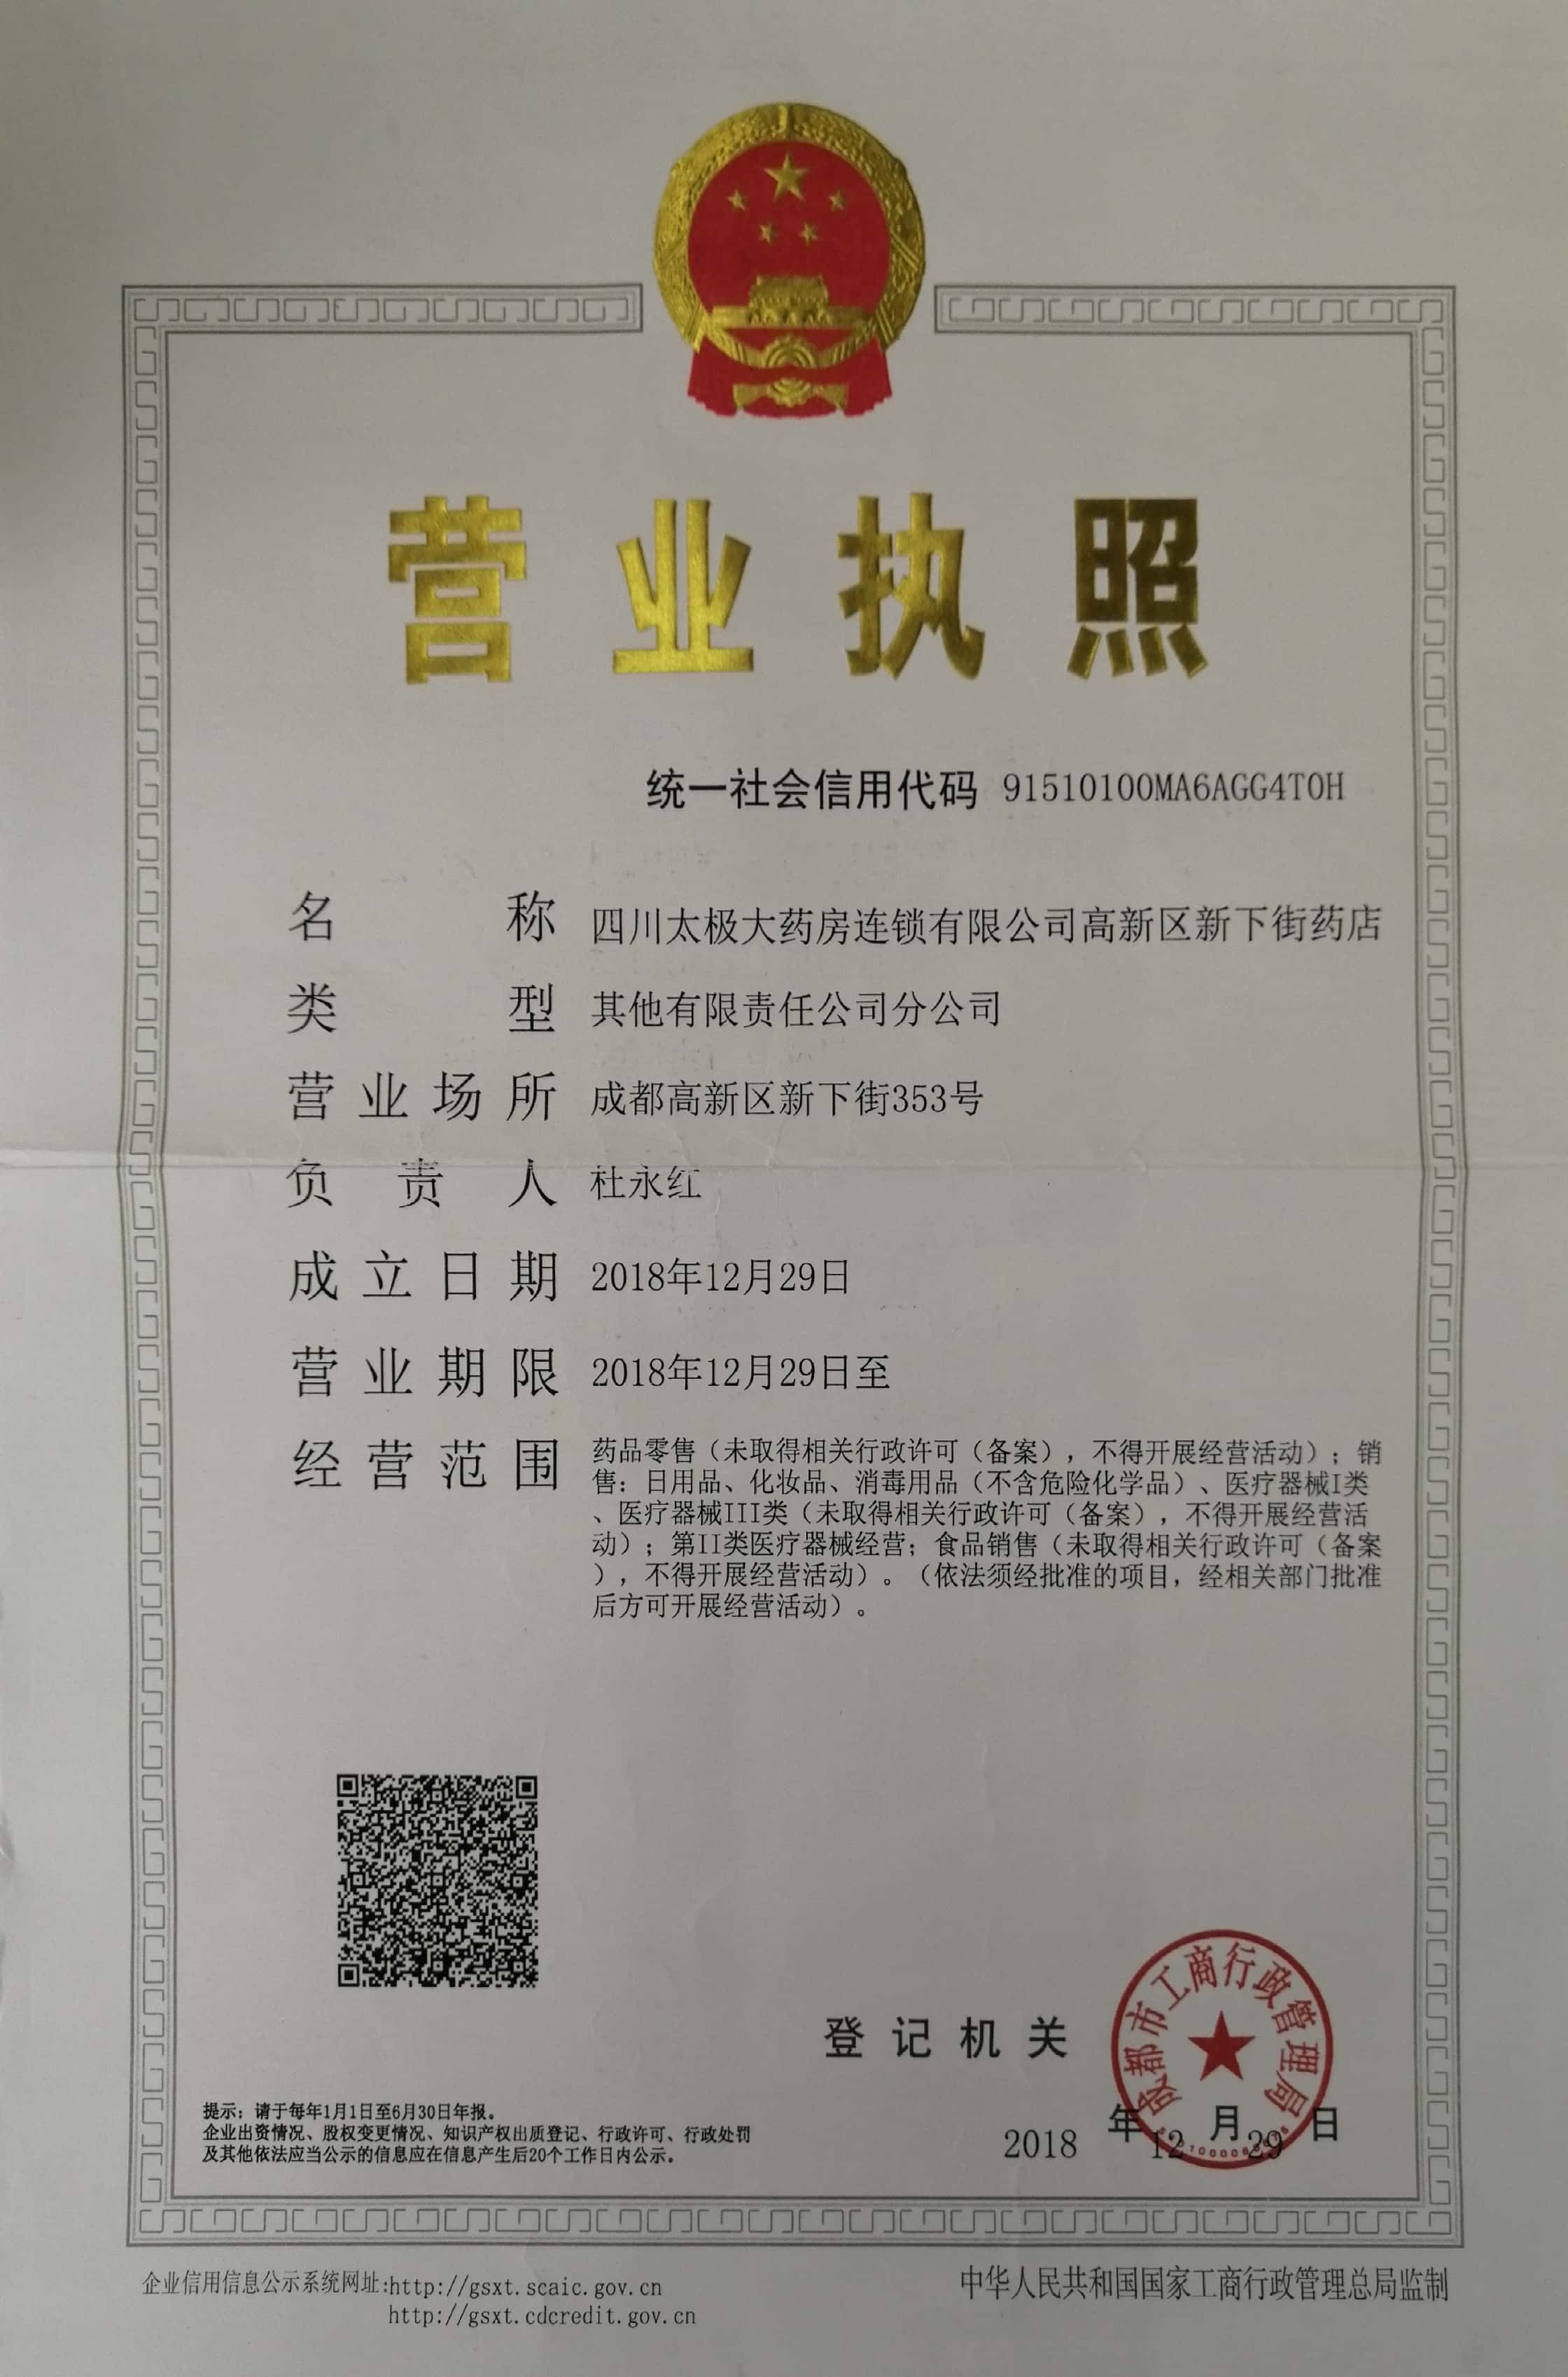 营业执照
统一社会信用代码 91510100MA6AGG4T0H
名称 四川太极大药房连锁有限公司高新区新下街药店
类型 其他有限责任公司分公司
营业场所 成都高新区新下街353号
负责人 杜永红
成立日期 2018年12月29日
营业期限 2018年12月29日至
经营范围 药品零售（未取得相关行政许可（备案），不得开展经营活动）；销
售：日用品、化妆品、消毒用品（不含危险化学品）、医疗器械I类
、医疗器械III类（未取得相关行政许可（备案），不得开展经营活
动）；第II类医疗器械经营；食品销售（未取得相关行政许可（备案
），不得开展经营活动）。（依法须经批准的项目，经相关部门批准
后方可开展经营活动）。
登记机关
成都市工商行政管理局
2018年12月29日
提示：请于每年1月1日至6月30日年报。
企业出资情况、股权变更情况、知识产权出质登记、行政许可、行政处罚
及其他依法应当公示的信息应在信息产生后20个工作日内公示。
企业信用信息公示系统网址:http://gsxt.scaic.gov.cn
http://gsxt.cdcredit.gov.cn
中华人民共和国国家工商行政管理总局监制